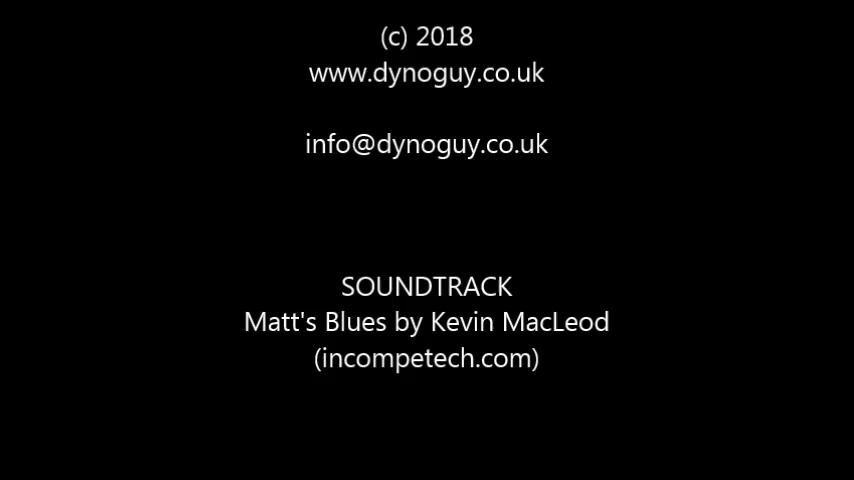 (c) 2018
www.dynoguy.co.uk
info@dynoguy.co.uk
SOUNDTRACK
Matt's Blues by Kevin MacLeod
(incompetech.com)